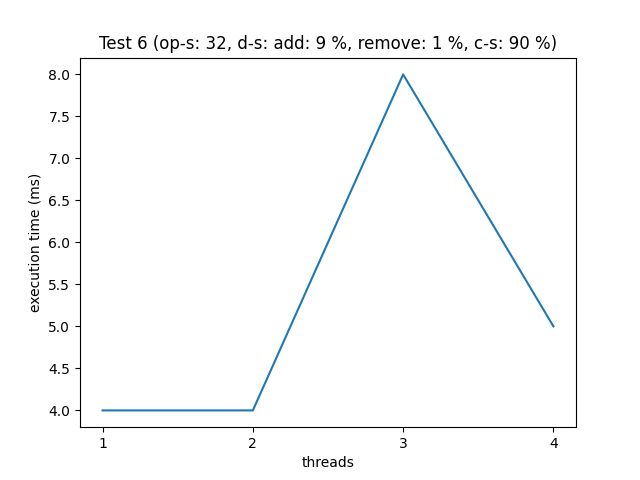 Test 6 (op-s: 32, d-s: add: 9 %, remove: 1 %, c-s: 90 %)
8.0
7.5
7.0
6.5
6.0
5.5
5.0
4.5
4.0
execution time (ms)
1 2 3 4
threads